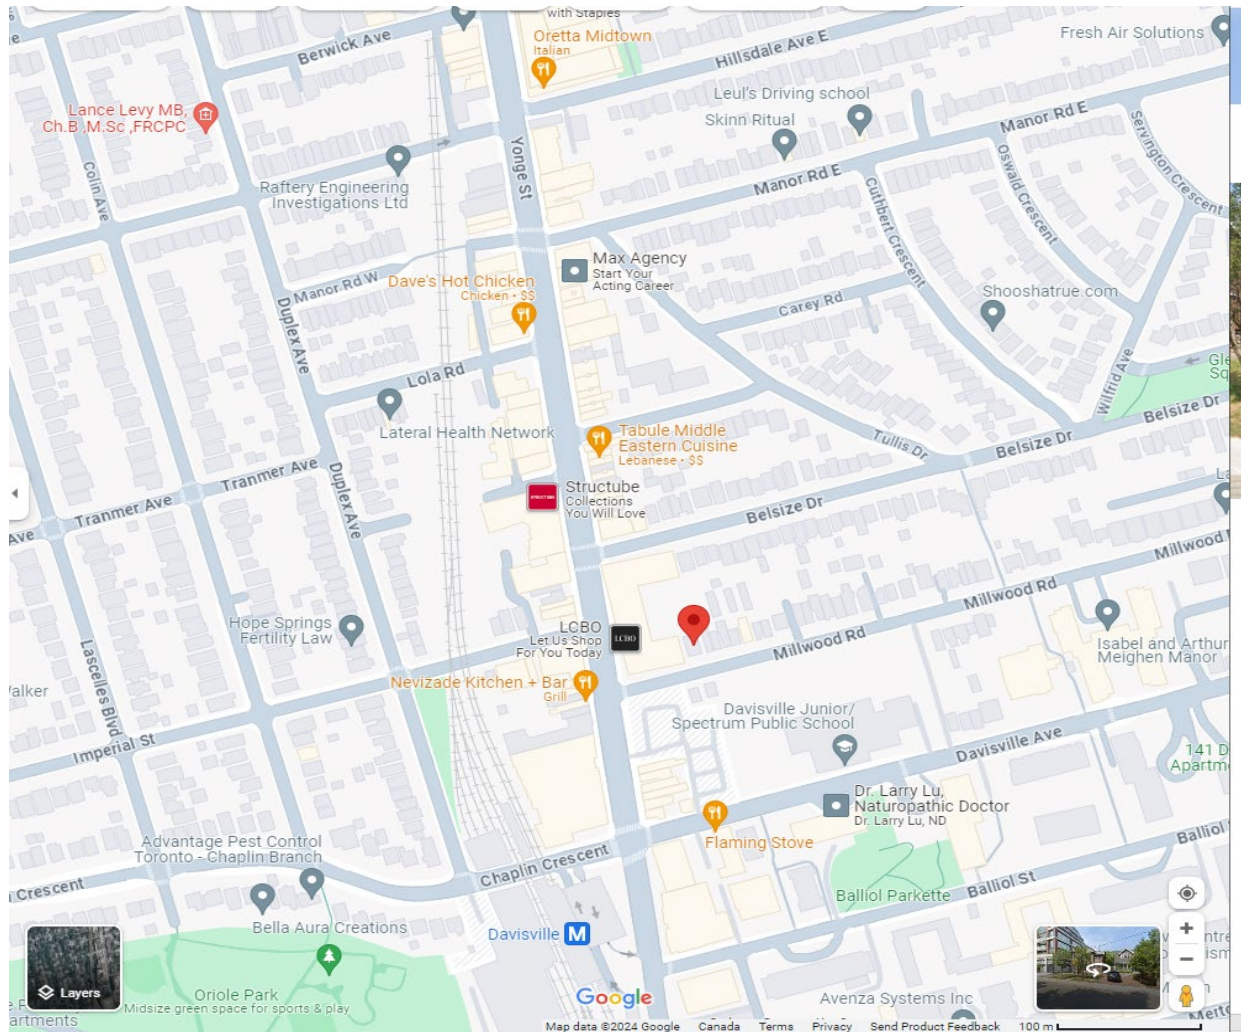 with Staples
Oretta Midtown
Italian
Berwick Ave
Hillsdale Ave E
Fresh Air Solutions
Lance Levy MB,
Ch.B ,M.Sc ,FRCPC
Leul's Driving school
Skinn Ritual
Manor Rd E
Servington Crescent
Colin Ave
Yonge St
Raftery Engineering
Investigations Ltd
Manor Rd E
Oswald Crescent
Cuthbert Crescent
Max Agency
Start Your
Acting Career
Dave's Hot Chicken
Chicken • $$
Manor Rd W
Duplex Ave
Carey Rd
Shooshatrue.com
Lola Rd
Wilfrid Ave
Gle
Sq
Belsize Dr
Lateral Health Network
Tabule Middle
Eastern Cuisine
Lebanese • $$
Tullis Dr
Belsize Dr
Tranmer Ave
Duplex Ave
Structube
Collections
You Will Love
STRUCTUBE
La
Tranmer Ave
Ave
Belsize Dr
Millwood
Millwood Rd
Hope Springs
Fertility Law
LCBO
Let Us Shop
For You Today
LCBO
Millwood Rd
Isabel and Arthur
Meighen Manor
Lascelles Blvd
Nevizade Kitchen + Bar
Grill
Davisville Junior/
Spectrum Public School
Imperial St
Davisville Ave
141 D
Apartme
Dr. Larry Lu,
Naturopathic Doctor
Dr. Larry Lu, ND
Flaming Stove
Advantage Pest Control
Toronto - Chaplin Branch
Chaplin Crescent
Crescent
Balliol
Balliol St
Balliol Parkette
Bella Aura Creations
Davisville M
Layers
Oriole Park
Midsize green space for sports & play
artments
Google
Avenza Systems Inc
Map data ©2024 Google Canada Terms Privacy Send Product Feedback 100 m